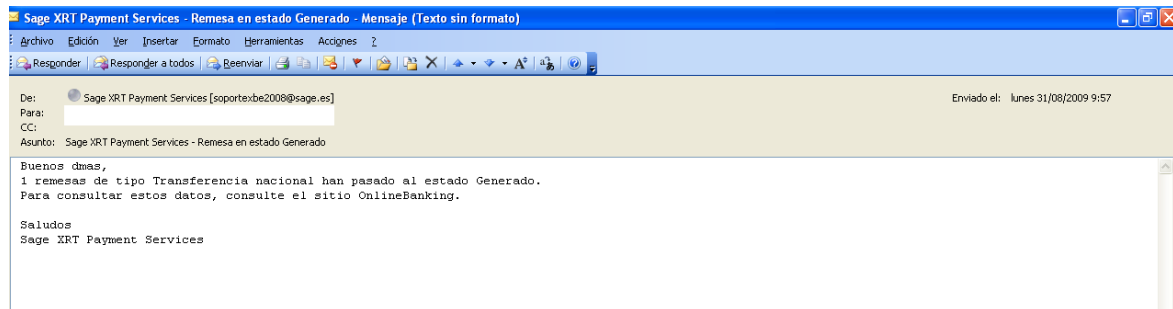 Sage XRT Payment Services - Remesa en estado Generado - Mensaje (Texto sin formato)
Archivo Edición Ver Insertar Formato Herramientas Acciones ?
Responder Responder a todos Reenviar
De: Sage XRT Payment Services [soportexbe2008@sage.es] Enviado el: lunes 31/08/2009 9:57
Para:
CC:
Asunto: Sage XRT Payment Services - Remesa en estado Generado
Buenos dmas,
1 remesas de tipo Transferencia nacional han pasado al estado Generado.
Para consultar estos datos, consulte el sitio OnlineBanking.
Saludos
Sage XRT Payment Services